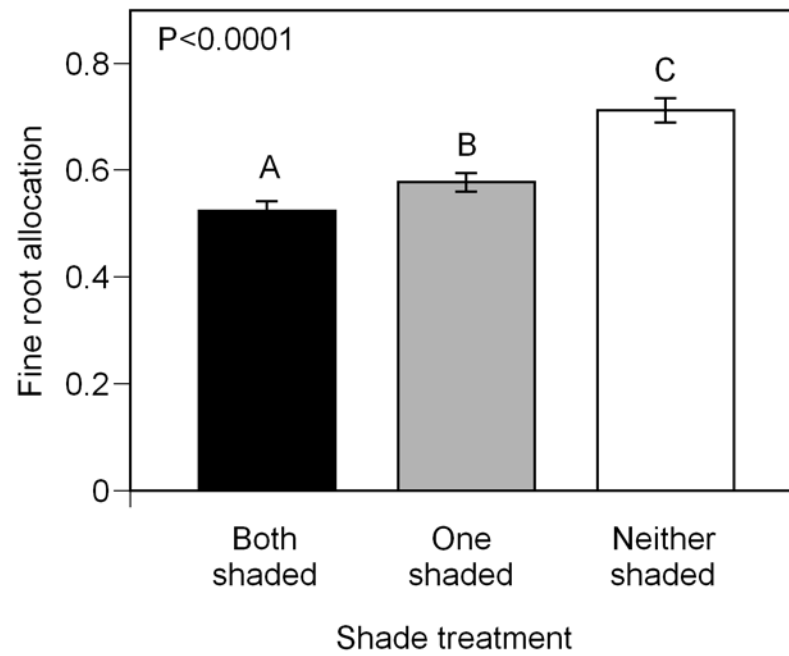 P<0.0001
0.8
0.6
0.4
0.2
0
Fine root allocation
A
B
C
Both
shaded
One
shaded
Neither
shaded
Shade treatment